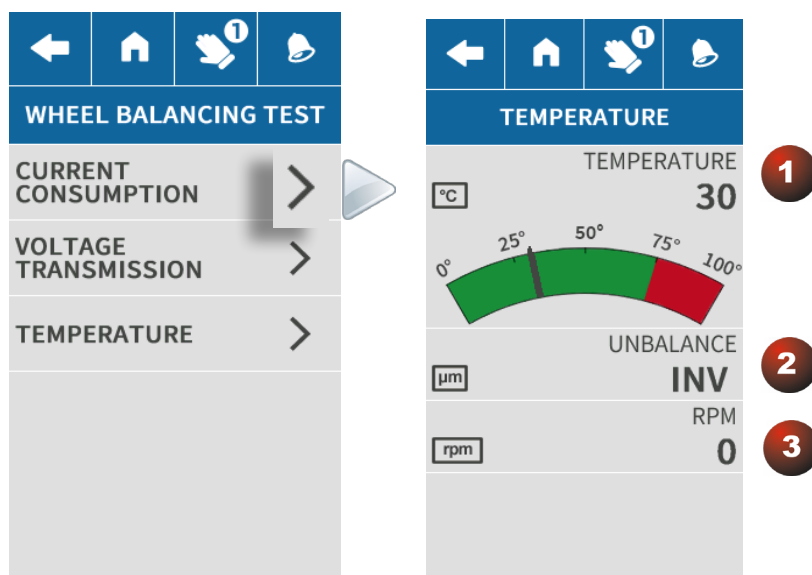 1
WHEEL BALANCING TEST
CURRENT
CONSUMPTION
VOLTAGE
TRANSMISSION
TEMPERATURE
1
TEMPERATURE
TEMPERATURE
°C
30
0° 25° 50° 75° 100°
UNBALANCE
µm
INV
RPM
rpm
0
1
2
3